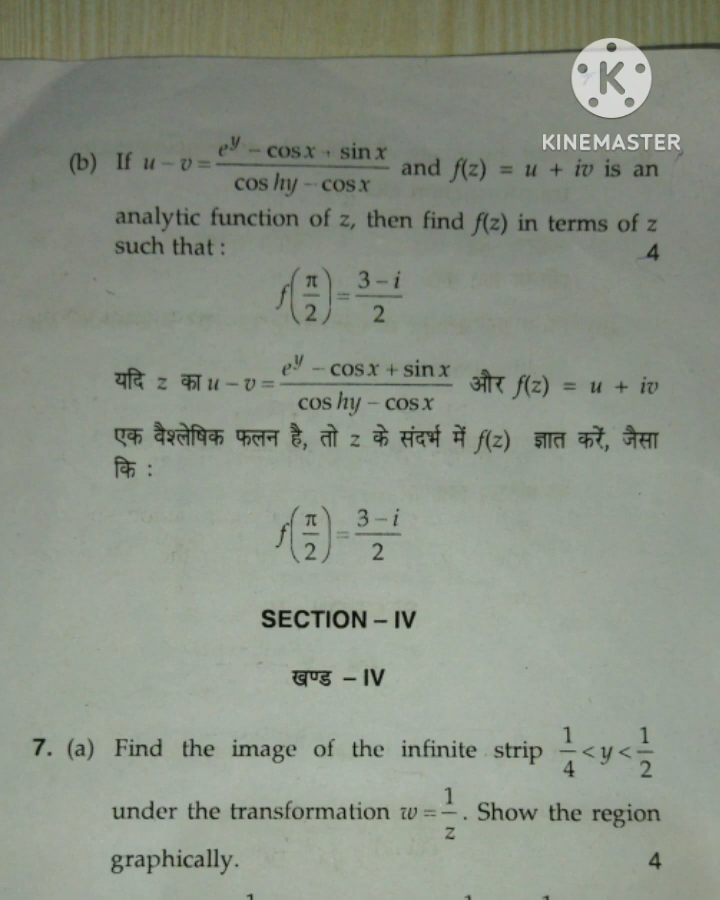 K
KINEMASTER
(b) If u – v = (e^y – cos x + sin x)/(cos hy – cos x) and f(z) = u + iv is an
analytic function of z, then find f(z) in terms of z
such that : 4
f(π/2) = (3 – i)/2
यदि z का u – v = (e^y – cos x + sin x)/(cos hy – cos x) और f(z) = u + iv
एक वैश्लेषिक फलन है, तो z के संदर्भ में f(z) ज्ञात करें, जैसा
कि :
f(π/2) = (3 – i)/2
SECTION – IV
खण्ड – IV
7. (a) Find the image of the infinite strip 1/4 < y < 1/2
under the transformation w = 1/z. Show the region
graphically. 4